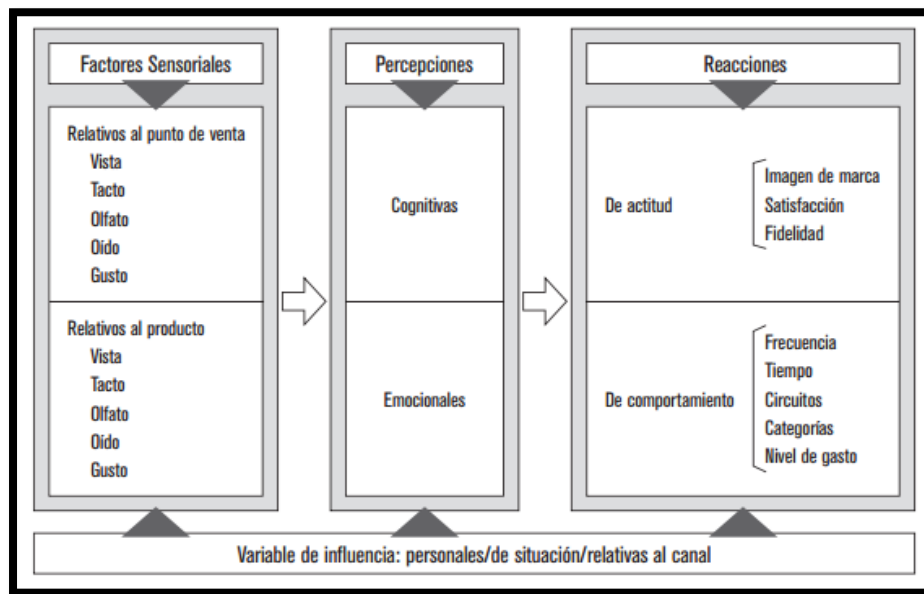 Factores Sensoriales
Relativos al punto de venta
Vista
Tacto
Olfato
Oído
Gusto
Relativos al producto
Vista
Tacto
Olfato
Oído
Gusto
Percepciones
Cognitivas
Emocionales
Reacciones
De actitud
Imagen de marca
Satisfacción
Fidelidad
De comportamiento
Frecuencia
Tiempo
Circuitos
Categorías
Nivel de gasto
Variable de influencia: personales/de situación/relativas al canal